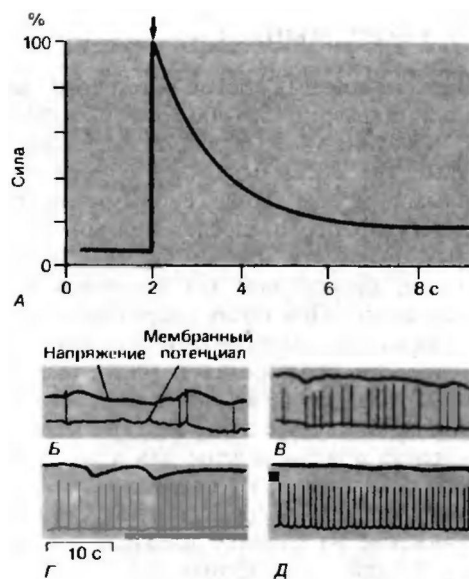 %
100
Сила
0
А
0 2 4 6 8 с
Напряжение
Мембранный
потенциал
Б
В
10 с
Г
Д